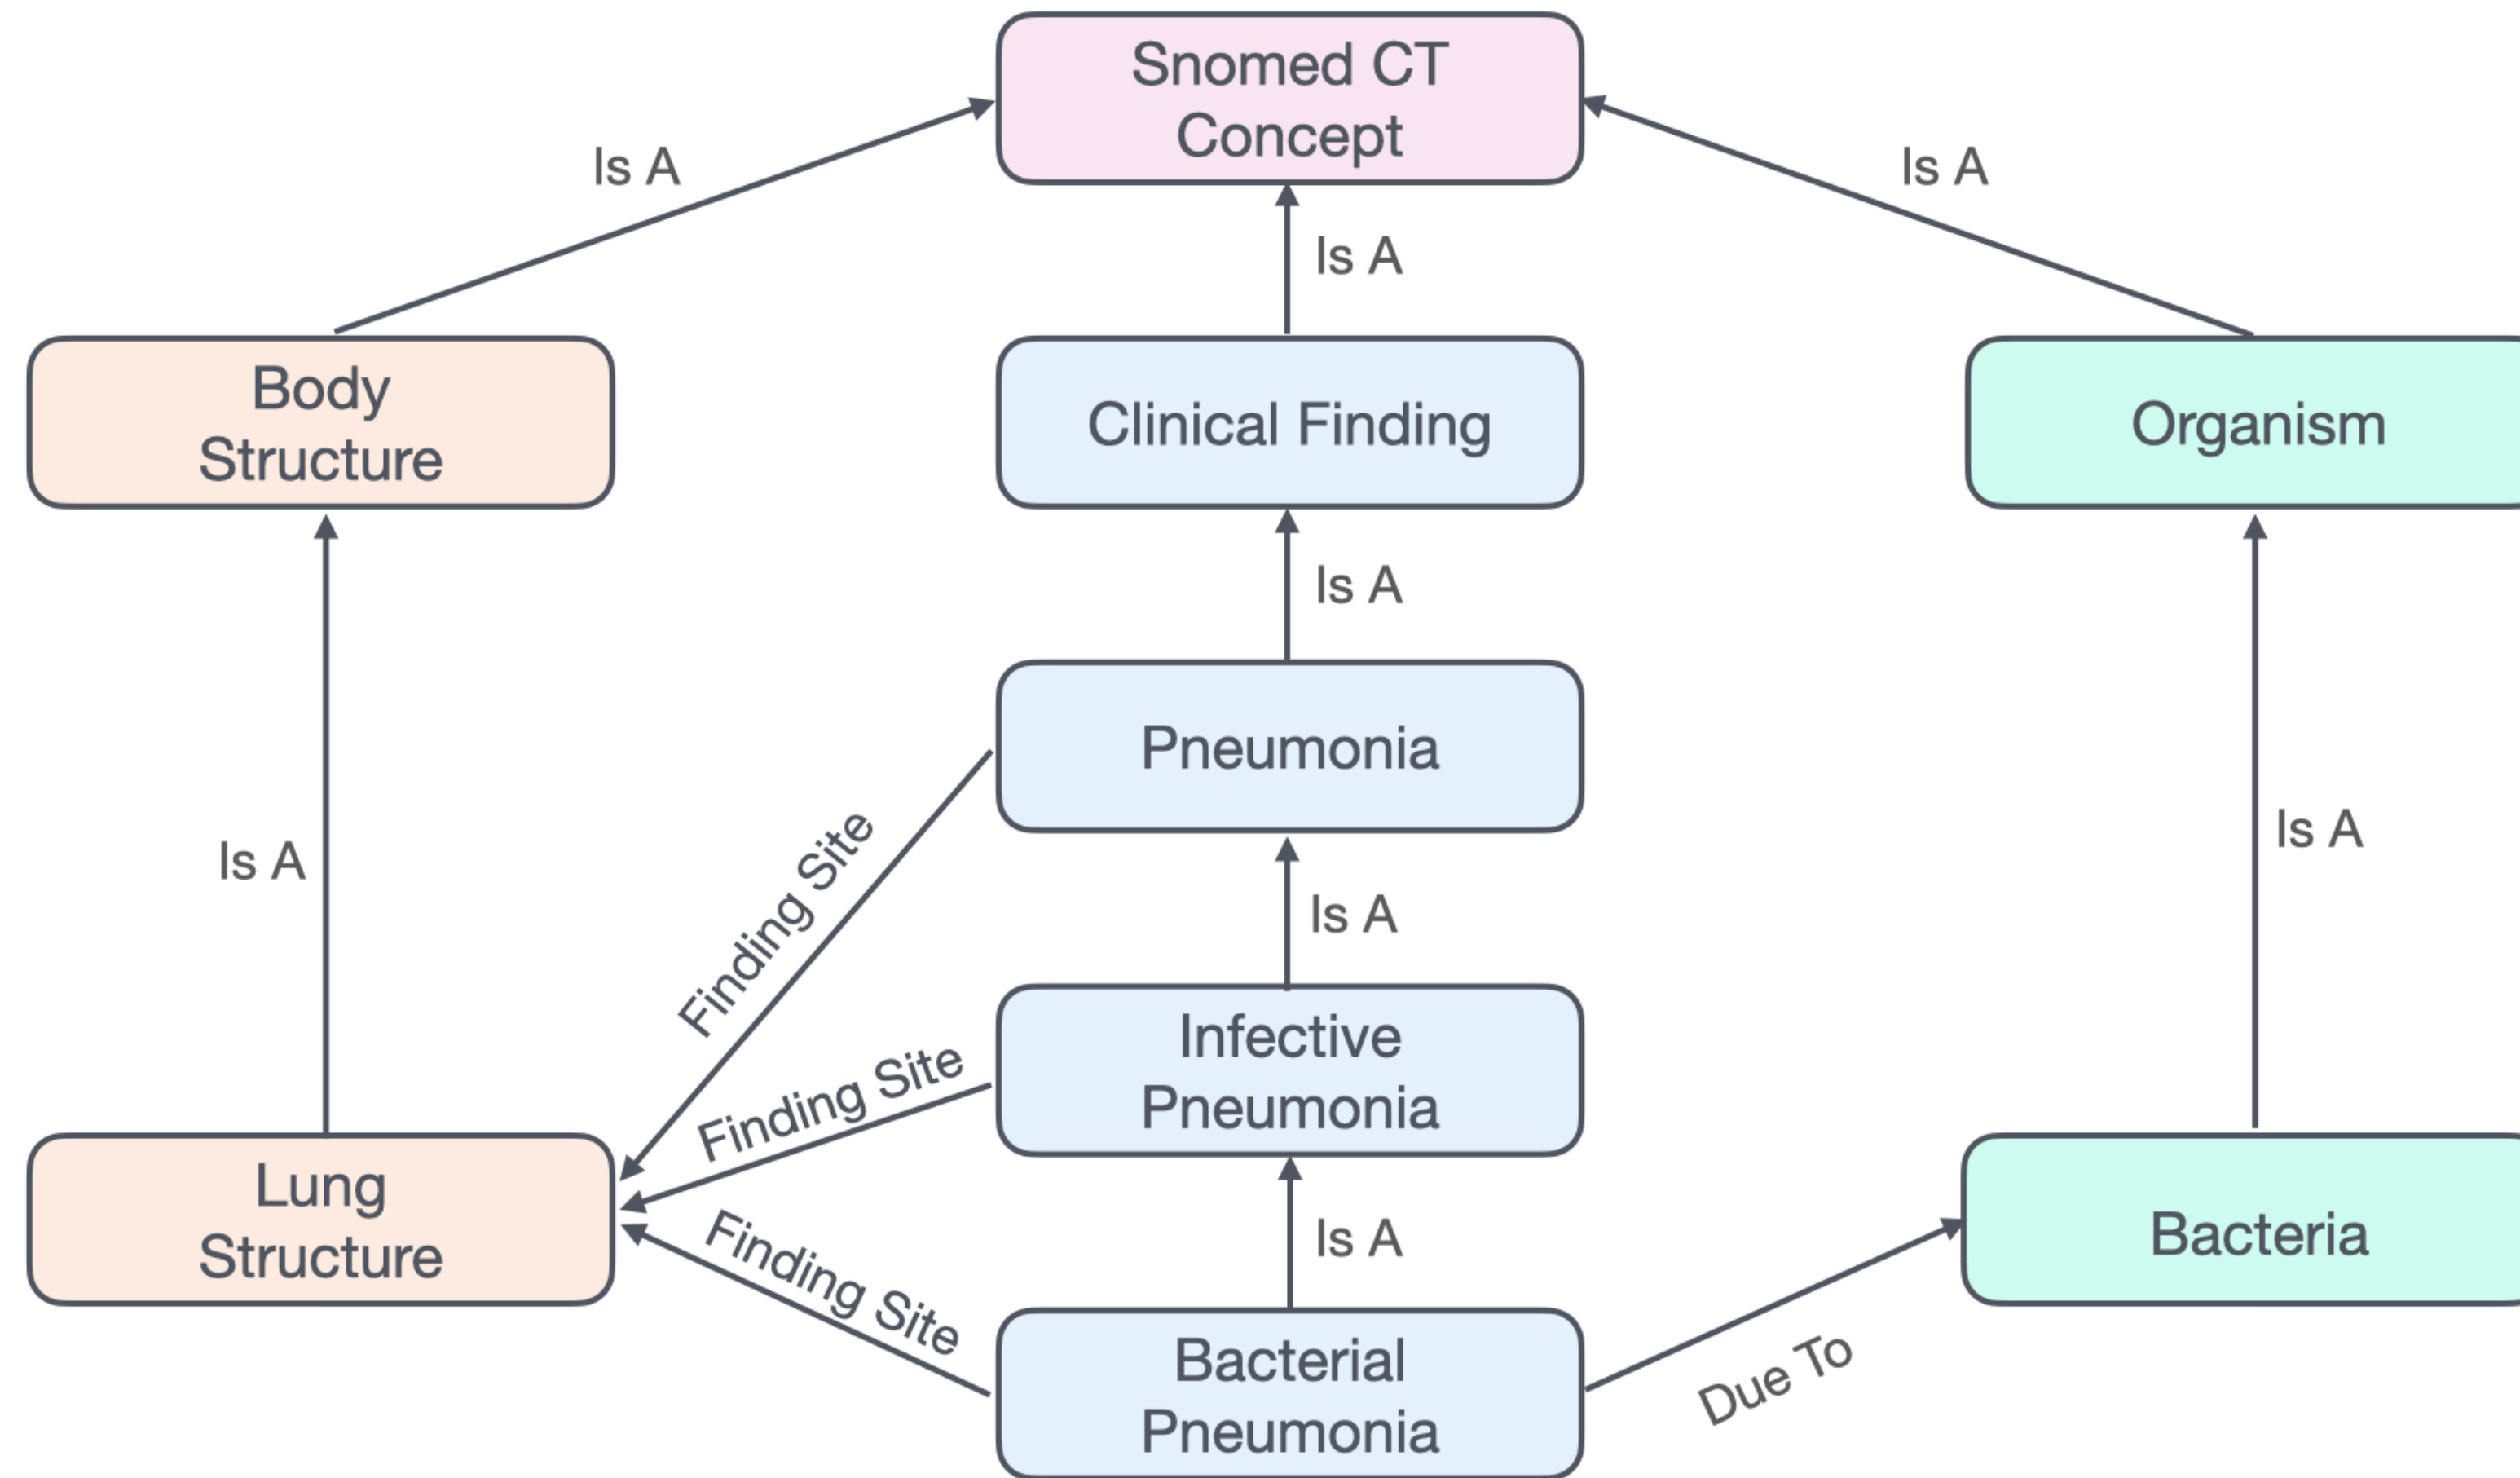 Snomed CT
Concept
Is A
Is A
Is A
Body
Structure
Clinical Finding
Organism
Is A
Pneumonia
Is A
Is A
Finding Site
Is A
Infective
Pneumonia
Finding Site
Lung
Structure
Finding Site
Is A
Bacteria
Bacterial
Pneumonia
Due To